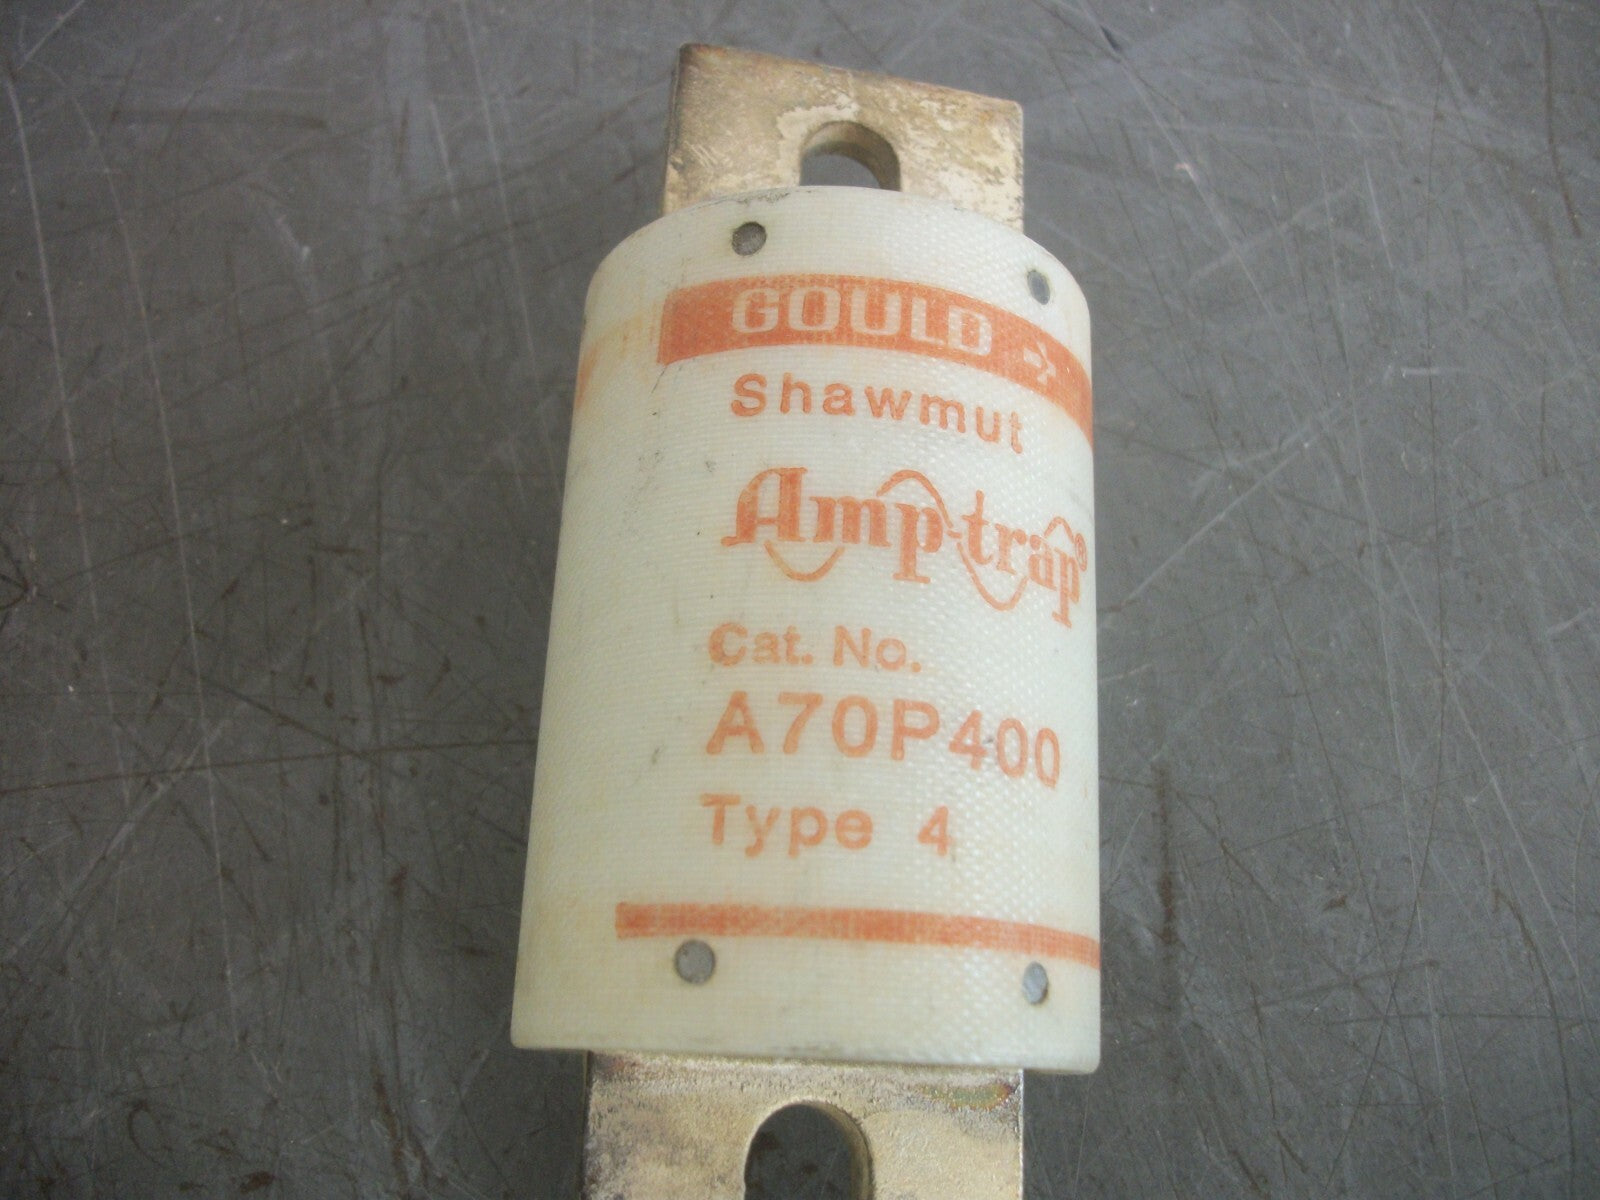 GOULD
Shawmut
Amp-trap®
Cat. No.
A70P400
Type 4